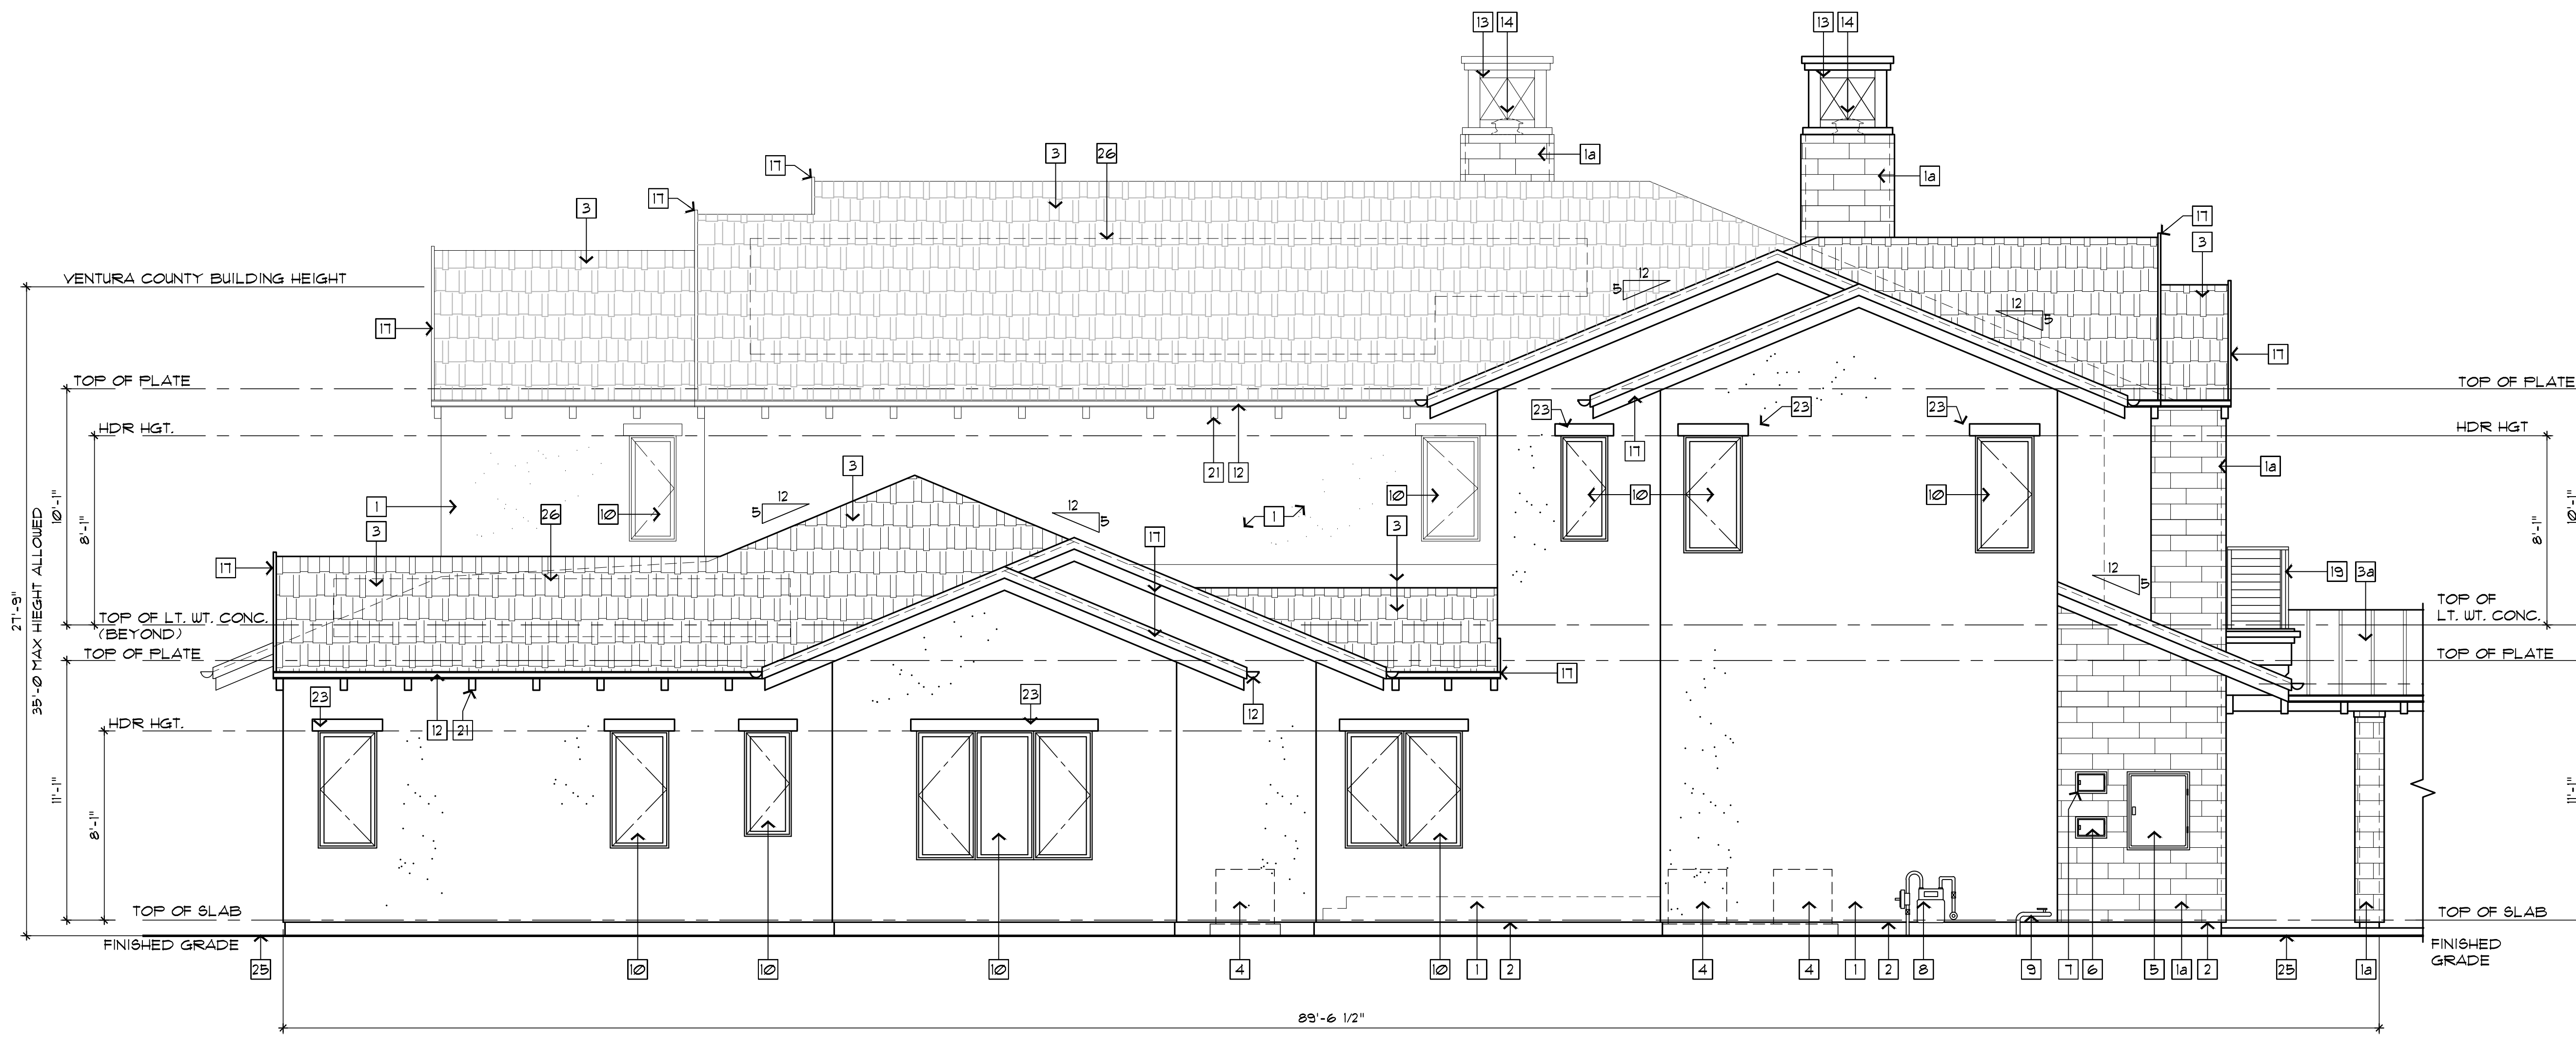 13 14 13 14
17 3 26 1a 1a
3 17 17
3
VENTURA COUNTY BUILDING HEIGHT
12
5
12
5
17
17
TOP OF PLATE
TOP OF PLATE
23 23 23
HDR HGT.
HDR HGT
17
3 21 12 1a
12
5
12
5
1 10 10 10 10
26
3
1
3
17
17
12
5
19 3a
TOP OF LT. WT. CONC.
(BEYOND)
TOP OF
LT. WT. CONC.
TOP OF PLATE
TOP OF PLATE
17
23 23
12 21 12
HDR HGT.
27'-9"
35'-0 MAX HIEGHT ALLOWED
10'-1"
8'-1"
11'-1"
8'-1"
8'-1"
10'-1"
11'-1"
TOP OF SLAB
TOP OF SLAB
FINISHED GRADE
FINISHED
GRADE
25 10 10 10 4 10 1 2 4 4 1 2 8 9 7 6 5 1a 2 25 1a
89'-6 1/2"